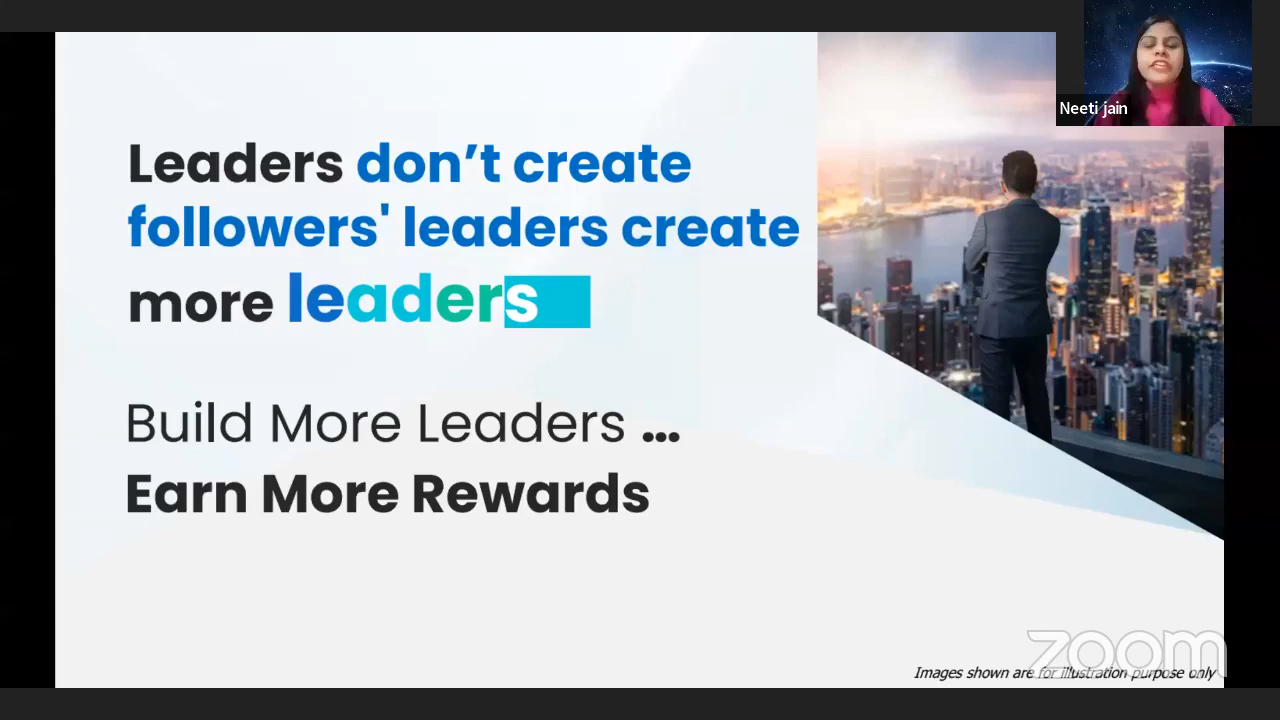 Neeti jain
Leaders don’t create
followers' leaders create
more leaders
Build More Leaders ...
Earn More Rewards
zoom
Images shown are for illustration purpose only